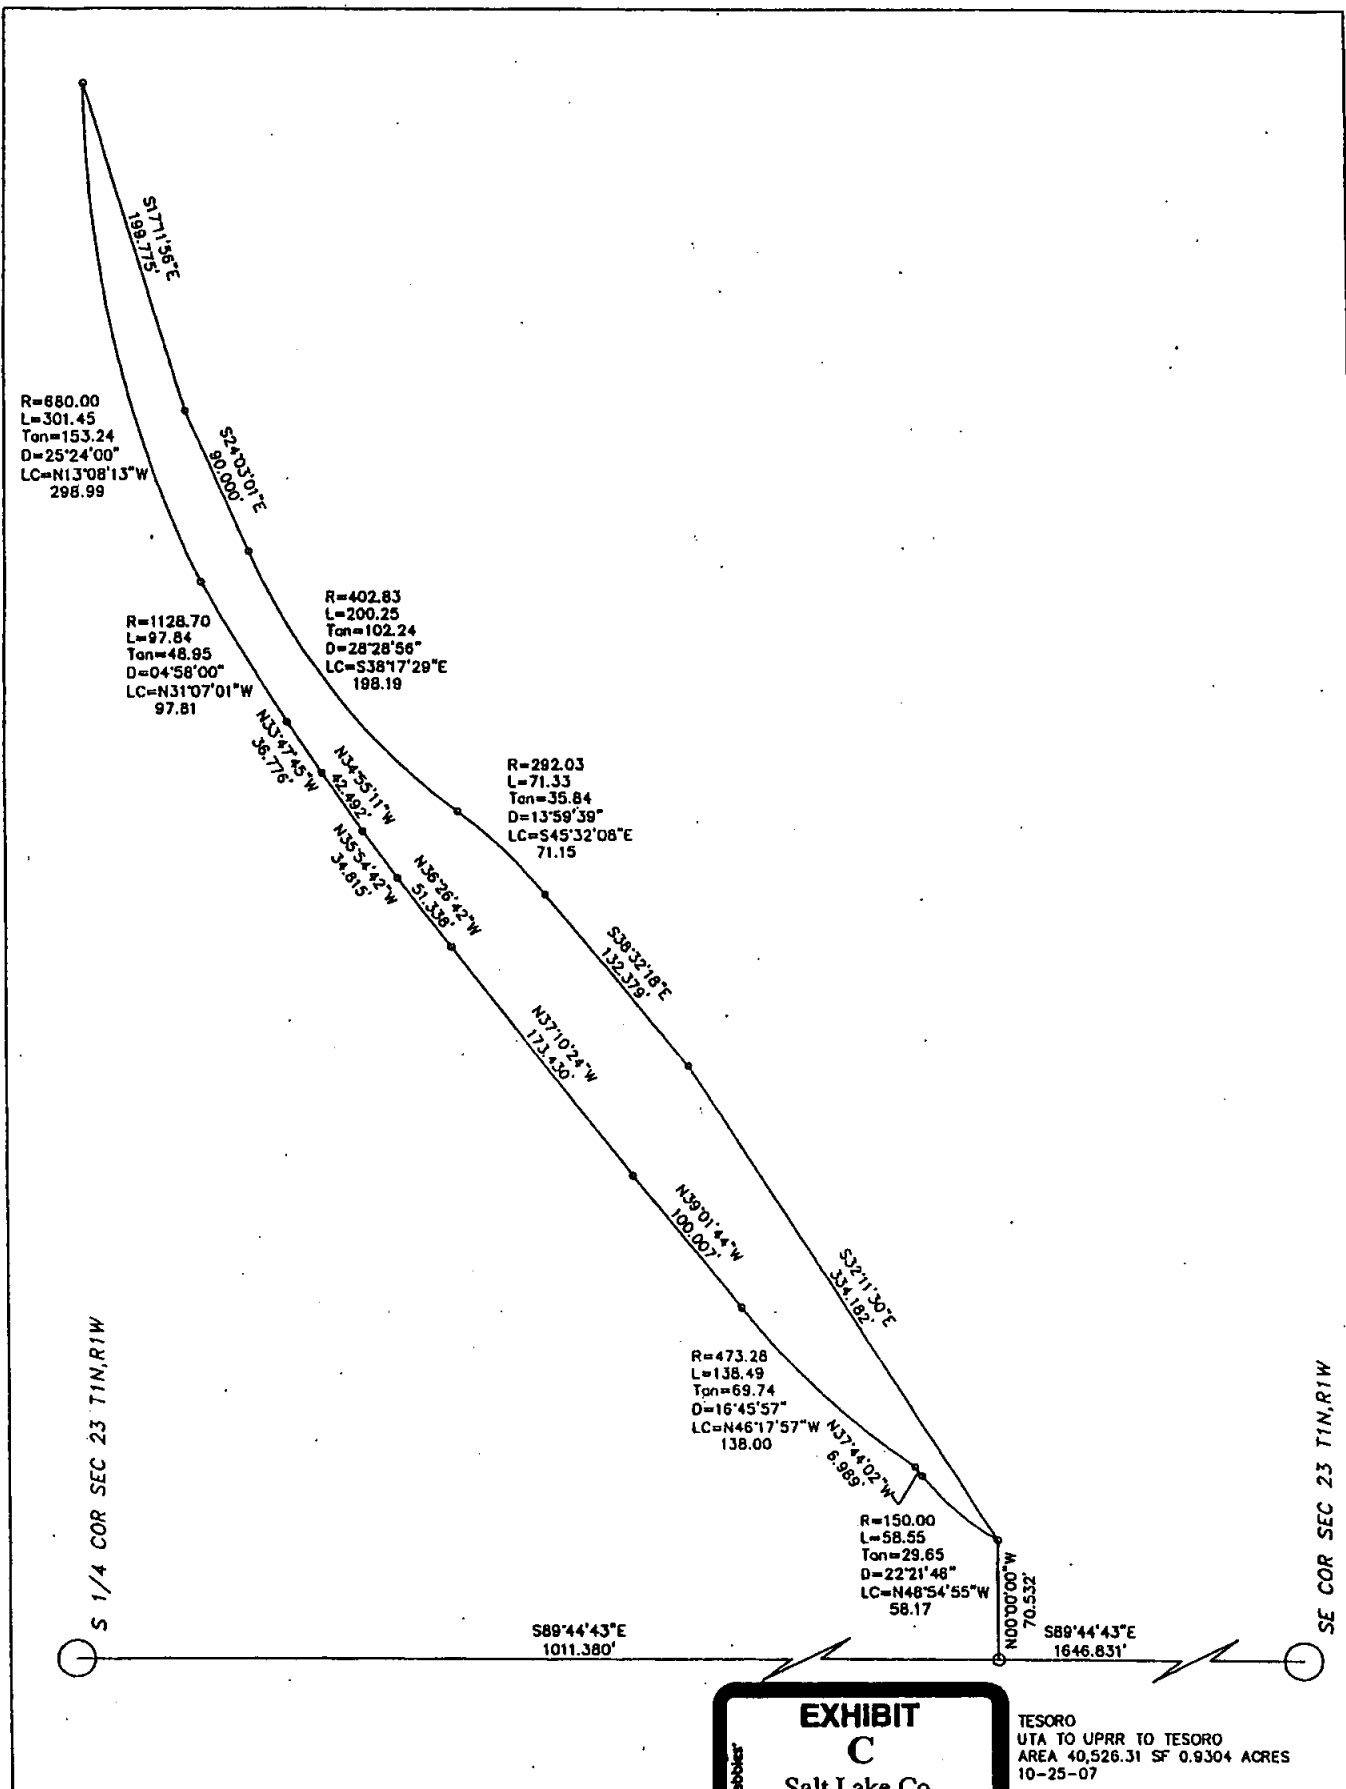 S17°11'56"E
199.775'
R=680.00
L=301.45
Tan=153.24
D=25°24'00"
LC=N13°08'13"W
298.99
S24°03'01"E
90.000'
R=402.83
L=200.25
Tan=102.24
D=28°28'56"
LC=S38°17'29"E
198.19
R=1128.70
L=97.84
Tan=48.95
D=04°58'00"
LC=N31°07'01"W
97.81
N33°47'45"W
36.776'
N34°55'11"W
42.492'
R=292.03
L=71.33
Tan=35.84
D=13°59'39"
LC=S45°32'08"E
71.15
N35°54'42"W
34.815'
N36°26'42"W
51.338'
S38°32'18"E
132.379'
N37°10'24"W
173.430'
N39°01'44"W
100.007'
S32°11'30"E
334.182'
R=473.28
L=138.49
Tan=69.74
D=16°45'57"
LC=N46°17'57"W
138.00
N37°44'02"W
6.989'
R=150.00
L=58.55
Tan=29.65
D=22°21'48"
LC=N48°54'55"W
58.17
N00°00'00"W
70.532'
S 1/4 COR SEC 23 T1N,R1W
S89°44'43"E
1011.380'
S89°44'43"E
1646.831'
SE COR SEC 23 T1N,R1W
EXHIBIT
C
Salt Lake Co
TESORO
UTA TO UPRR TO TESORO
AREA 40,526.31 SF 0.9304 ACRES
10-25-07